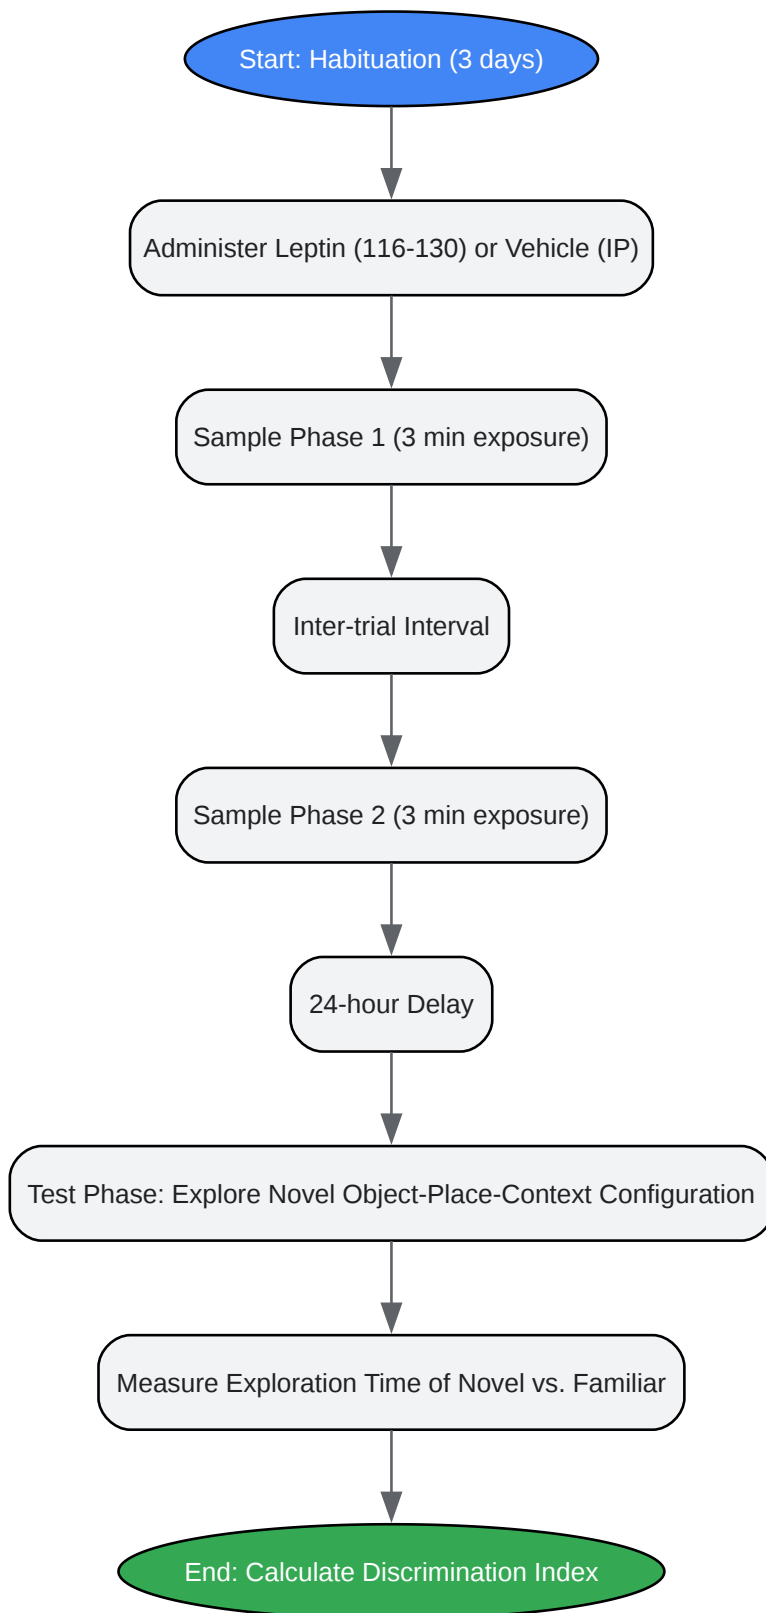 Start: Habituation (3 days)
Administer Leptin (116-130) or Vehicle (IP)
Sample Phase 1 (3 min exposure)
Inter-trial Interval
Sample Phase 2 (3 min exposure)
24-hour Delay
Test Phase: Explore Novel Object-Place-Context Configuration
Measure Exploration Time of Novel vs. Familiar
End: Calculate Discrimination Index